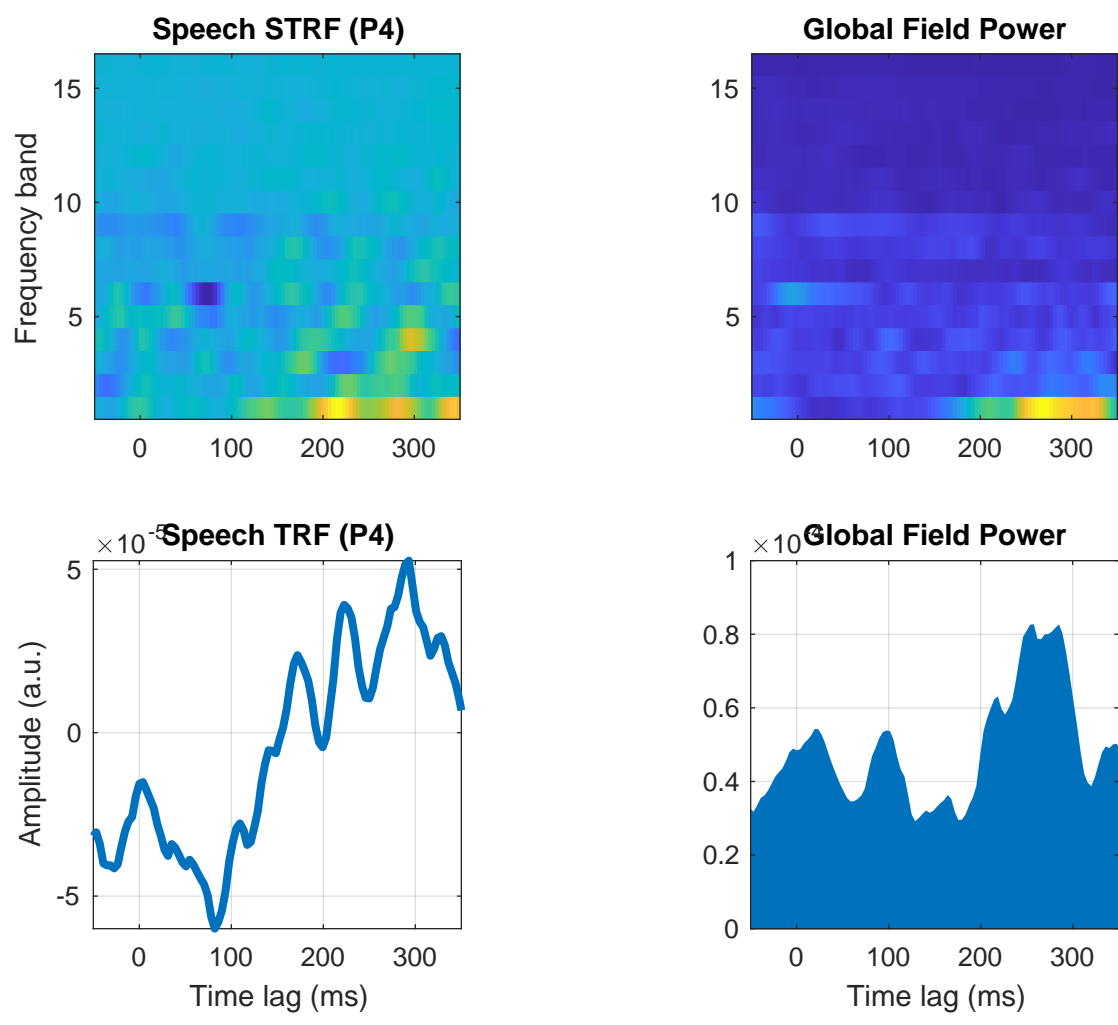 Speech STRF (P4)
Frequency band
15
10
5
0 100 200 300
Global Field Power
15
10
5
0 100 200 300
Speech TRF (P4)
×10-5
Amplitude (a.u.)
5
0
-5
0 100 200 300
Time lag (ms)
Global Field Power
×10-4
1
0.8
0.6
0.4
0.2
0
0 100 200 300
Time lag (ms)